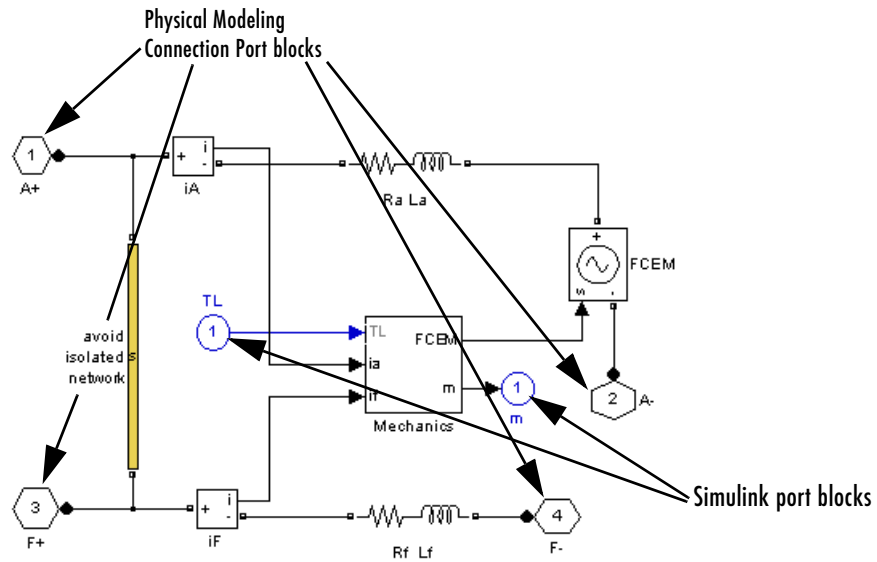 Physical Modeling
Connection Port blocks
1
A+
+
i
-
iA
Ra La
+
s
-
FCEM
TL
1
avoid
isolated
network
s
TL
ia
if
FCEM
m
Mechanics
1
m
2
A-
Simulink port blocks
3
F+
+
i
-
iF
Rf Lf
4
F-